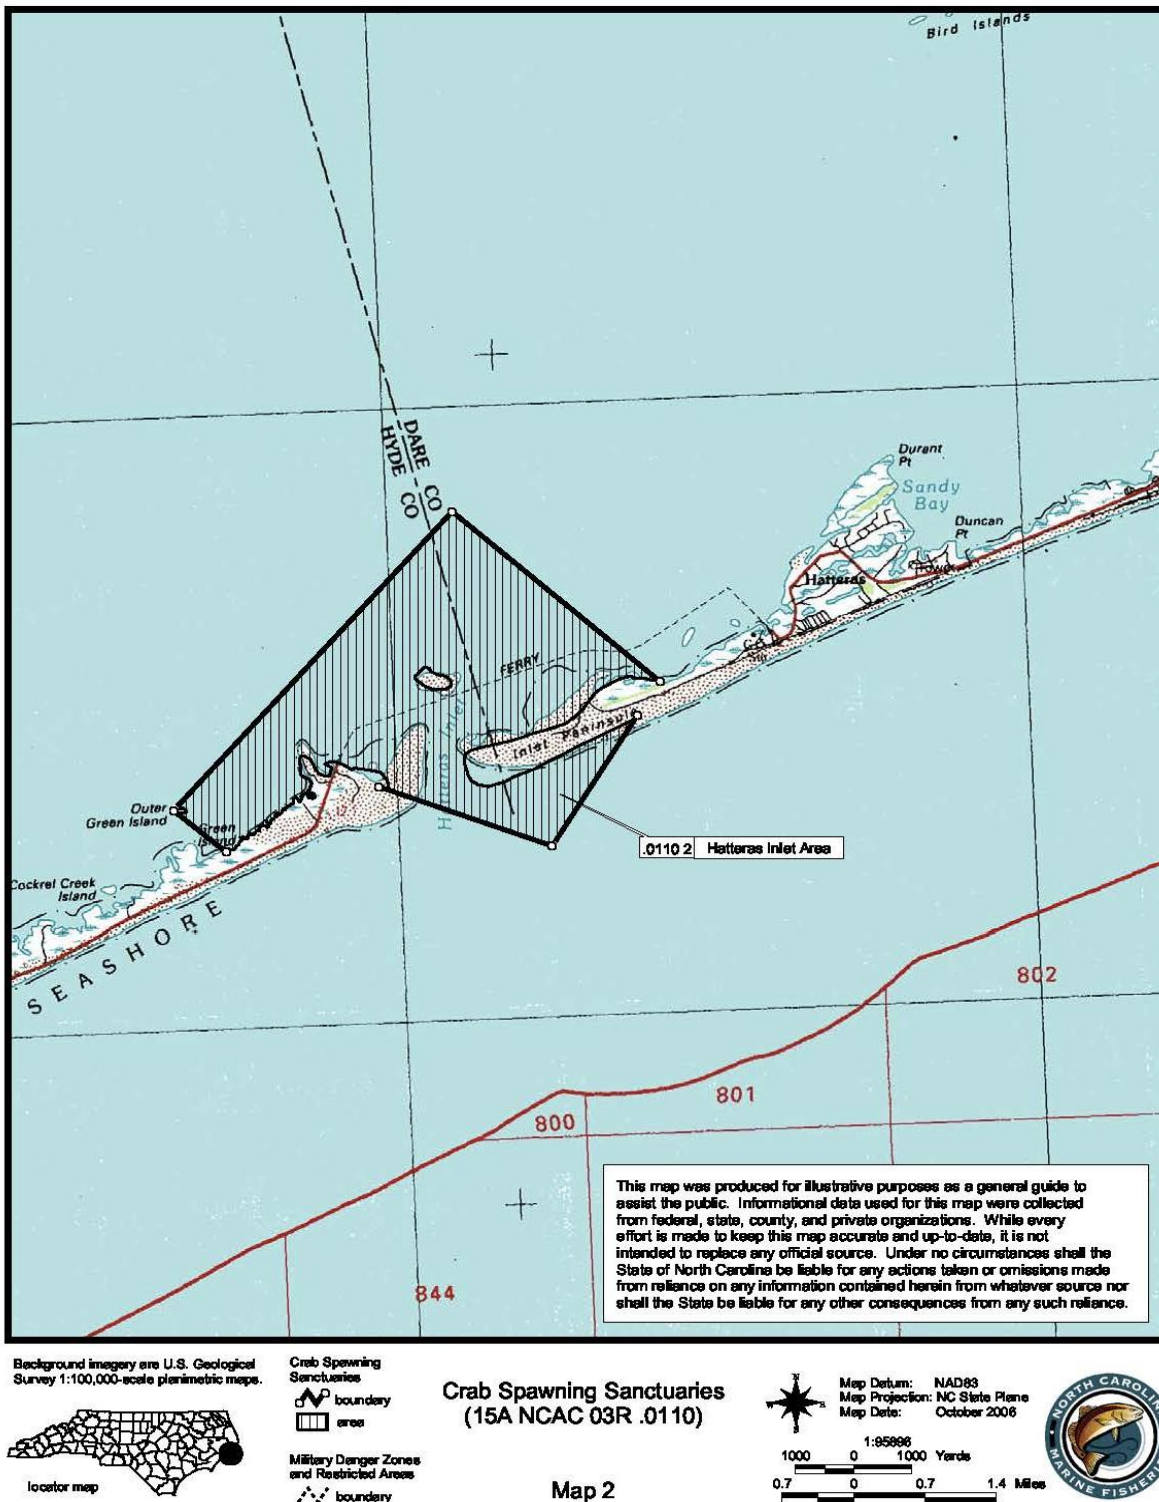 Bird Islands
DARE CO
HYDE CO
Durant
Pt
Sandy
Bay
Duncan
Pt
Tower
Hatteras
FERRY
Hatteras Inlet
Inlet Peninsula
Outer
Green Island
Green
Island
17
.0110 2 Hatteras Inlet Area
Cockrel Creek
Island
SEASHORE
802
801
800
844
This map was produced for illustrative purposes as a general guide to
assist the public. Informational data used for this map were collected
from federal, state, county, and private organizations. While every
effort is made to keep this map accurate and up-to-date, it is not
intended to replace any official source. Under no circumstances shall the
State of North Carolina be liable for any actions taken or omissions made
from reliance on any information contained herein from whatever source nor
shall the State be liable for any other consequences from any such reliance.
Background imagery are U.S. Geological
Survey 1:100,000-scale planimetric maps.
locator map
Crab Spawning
Sanctuaries
boundary
area
Military Danger Zones
and Restricted Areas
boundary
Crab Spawning Sanctuaries
(15A NCAC 03R .0110)
Map 2
N
W E
S
Map Datum: NAD83
Map Projection: NC State Plane
Map Date: October 2006
1000 0 1000 Yards
0.7 0 0.7 1.4 Miles
NORTH CAROLINA
MARINE FISHERIES